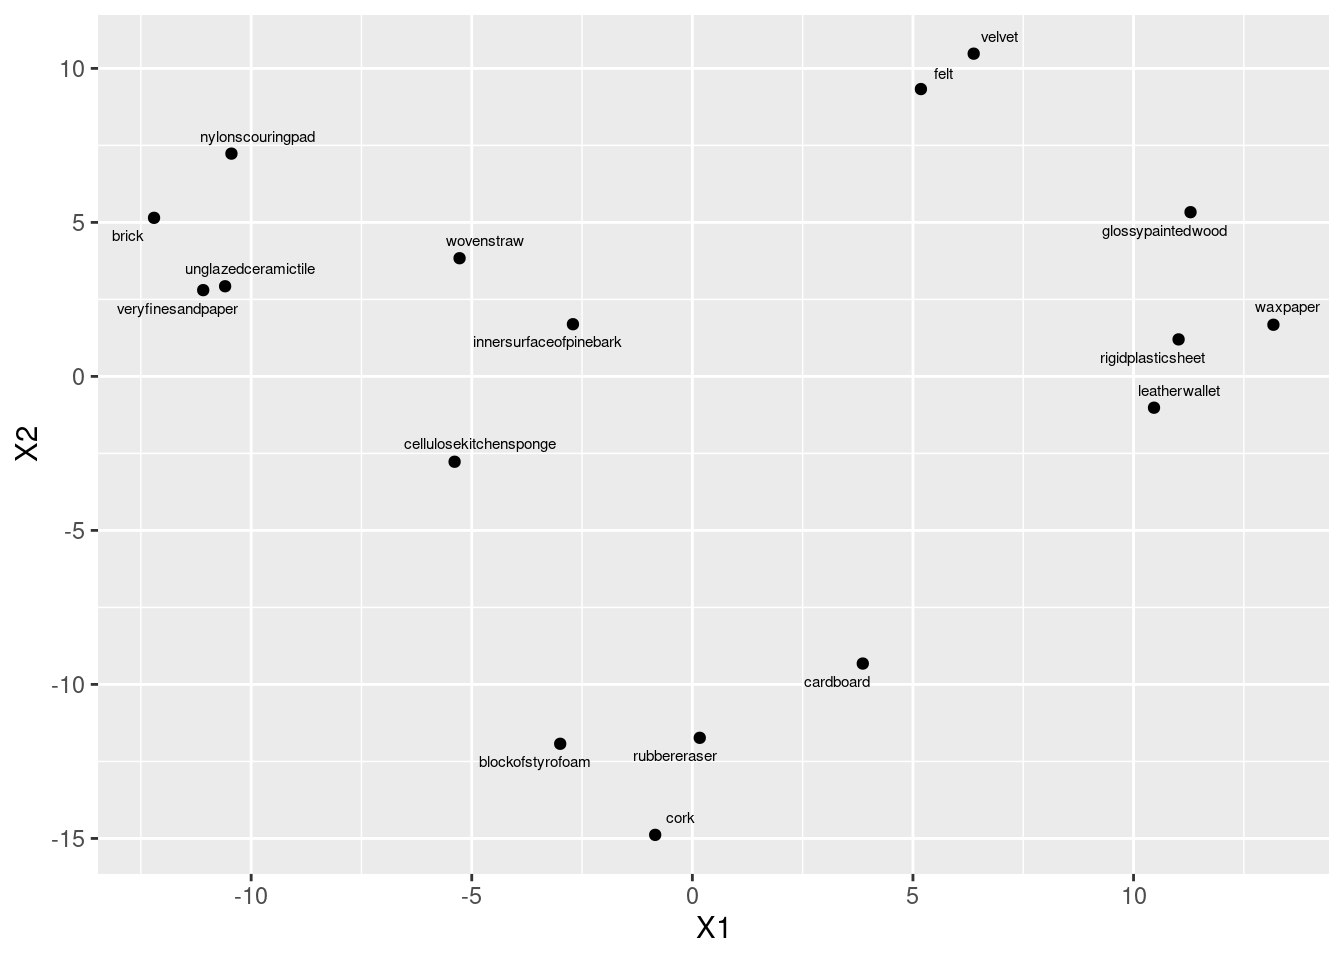 velvet
10
felt
nylonscouringpad
5
brick
glossypaintedwood
wovenstraw
unglazedceramictile
veryfinesandpaper
waxpaper
innersurfaceofpinebark
rigidplasticsheet
0
leatherwallet
X2
cellulosekitchensponge
-5
cardboard
-10
rubbereraser
blockofstyrofoam
cork
-15
-10 -5 0 5 10
X1